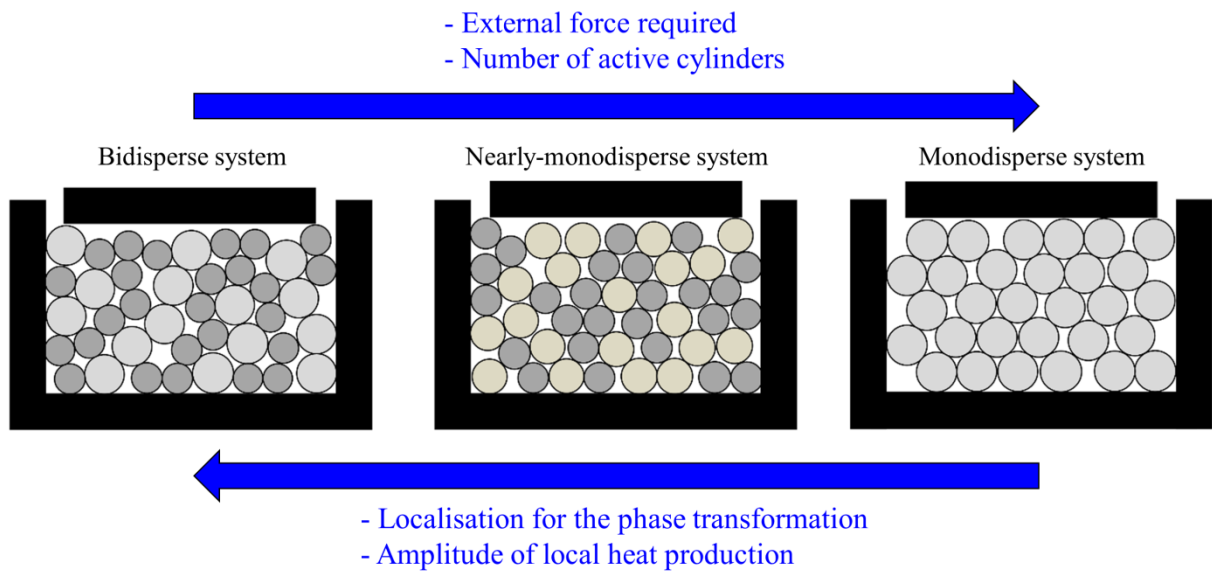 - External force required
- Number of active cylinders
Bidisperse system
Nearly-monodisperse system
Monodisperse system
- Localisation for the phase transformation
- Amplitude of local heat production